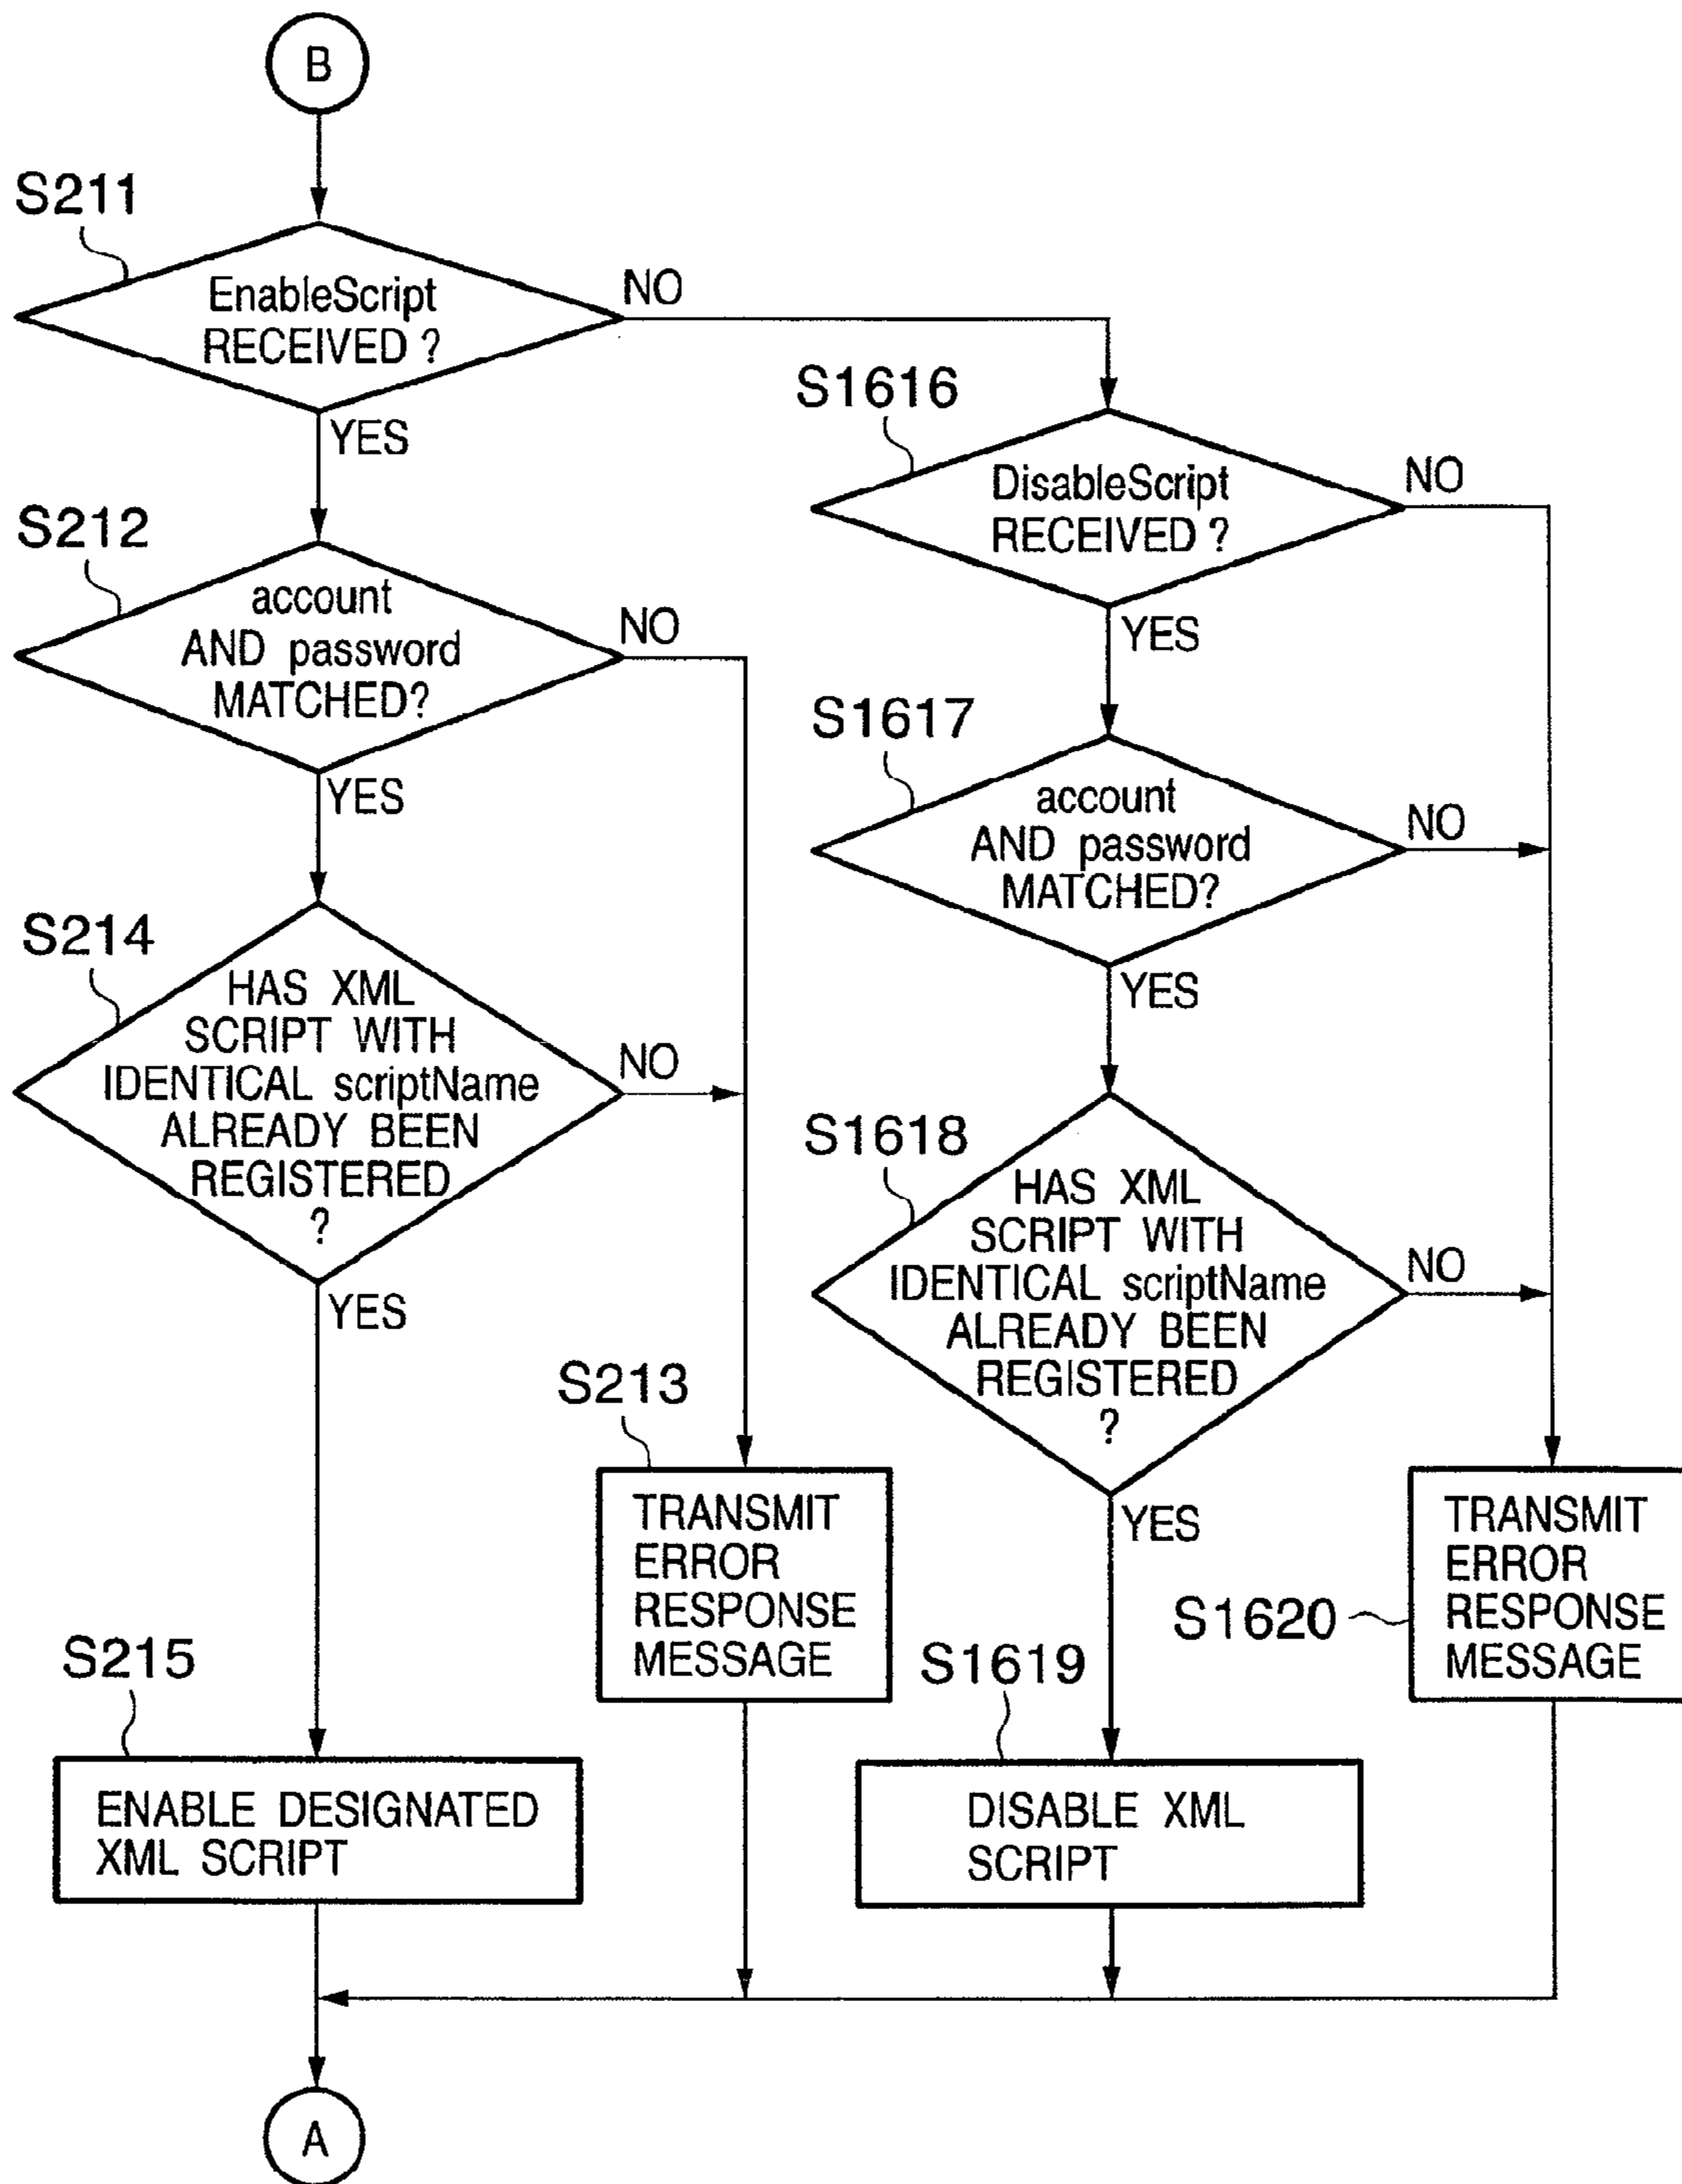 B
S211
EnableScript
RECEIVED ?
NO
YES
S1616
DisableScript
RECEIVED ?
NO
YES
S212
account
AND password
MATCHED?
NO
YES
S1617
account
AND password
MATCHED?
NO
YES
S214
HAS XML
SCRIPT WITH
IDENTICAL scriptName
ALREADY BEEN
REGISTERED
?
NO
YES
S1618
HAS XML
SCRIPT WITH
IDENTICAL scriptName
ALREADY BEEN
REGISTERED
?
NO
YES
S213
TRANSMIT
ERROR
RESPONSE
MESSAGE
S1620
TRANSMIT
ERROR
RESPONSE
MESSAGE
S215
ENABLE DESIGNATED
XML SCRIPT
S1619
DISABLE XML
SCRIPT
A